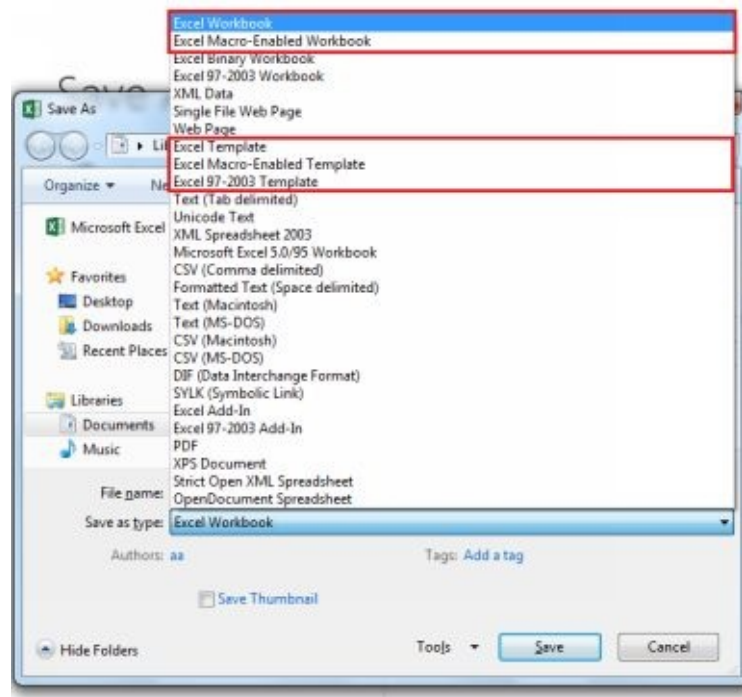 Excel Workbook
Excel Macro-Enabled Workbook
Excel Binary Workbook
Excel 97-2003 Workbook
XML Data
Single File Web Page
Web Page
Excel Template
Excel Macro-Enabled Template
Excel 97-2003 Template
Text (Tab delimited)
Unicode Text
XML Spreadsheet 2003
Microsoft Excel 5.0/95 Workbook
CSV (Comma delimited)
Formatted Text (Space delimited)
Text (Macintosh)
Text (MS-DOS)
CSV (Macintosh)
CSV (MS-DOS)
DIF (Data Interchange Format)
SYLK (Symbolic Link)
Excel Add-In
Excel 97-2003 Add-In
PDF
XPS Document
Strict Open XML Spreadsheet
OpenDocument Spreadsheet
Save As
Organize
Microsoft Excel
Favorites
Desktop
Downloads
Recent Places
Libraries
Documents
Music
File name:
Save as type: Excel Workbook
Authors: aa Tags: Add a tag
Save Thumbnail
Hide Folders Tools Save Cancel